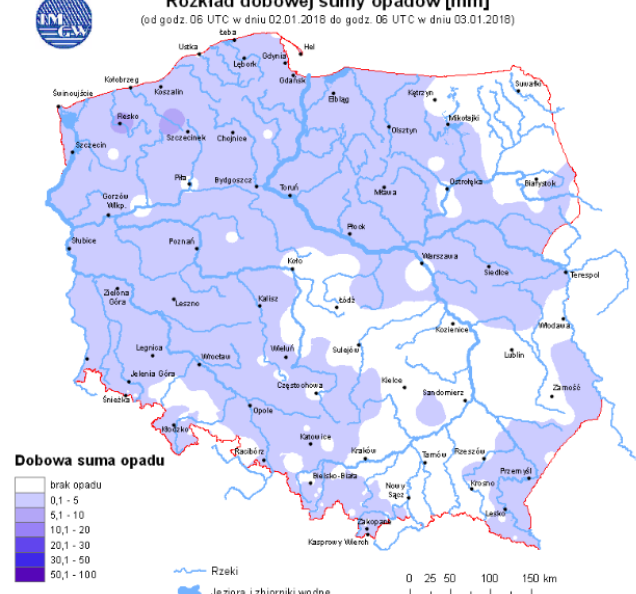 Rozkład dobowej sumy opadów [mm]
(od godz. 06 UTC w dniu 02.01.2018 do godz. 06 UTC w dniu 03.01.2018)
IMGW
Łeba
Ustka
Hel
Gdynia
Lębork
Gdańsk
Kołobrzeg
Koszalin
Świnoujście
Elbląg
Kętrzyn
Suwałki
Resko
Mikołajki
Szczecinek
Chojnice
Olsztyn
Szczecin
Piła
Bydgoszcz
Toruń
Mława
Ostrołęka
Białystok
Gorzów
Wlkp.
Płock
Słubice
Poznań
Koło
Warszawa
Siedlce
Terespol
Zielona
Góra
Leszno
Kalisz
Łódź
Kozienice
Włodawa
Legnica
Wrocław
Wieluń
Sulejów
Lublin
Jelenia Góra
Śnieżka
Częstochowa
Kielce
Sandomierz
Zamość
Opole
Kłodzko
Katowice
Racibórz
Kraków
Tarnów
Rzeszów
Przemyśl
Bielsko-Biała
Nowy
Sącz
Krosno
Lesko
Zakopane
Kasprowy Wierch
Dobowa suma opadu
brak opadu
0,1 - 5
5,1 - 10
10,1 - 20
20,1 - 30
30,1 - 50
50,1 - 100
Rzeki
Jeziora i zbiorniki wodne
0 25 50 100 150 km